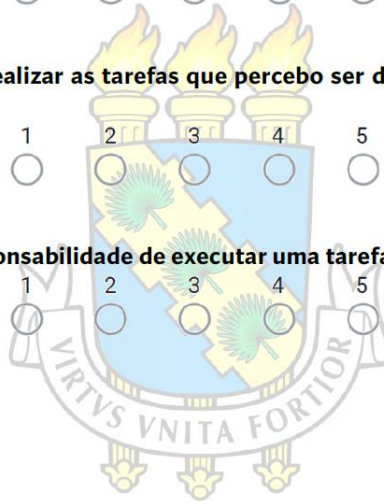 ealizar as tarefas que percebo ser d
1 2 3 4 5
onsabilidade de executar uma tarefa
1 2 3 4 5
VIRTVS VNITA FORTIOR